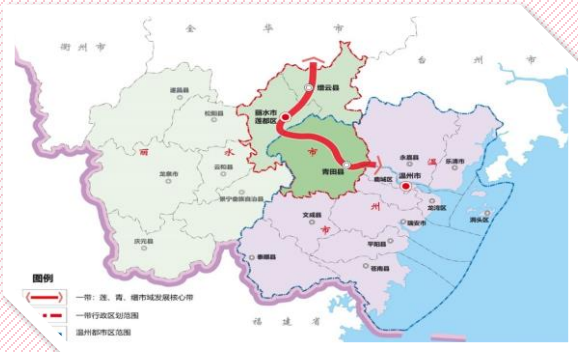 金 华 市
衢 州 市
台 州 市
缙云县
遂昌县
松阳县
丽水市
莲都区
丽 水 市
温 州 市
云和县
龙泉市
青田县
永嘉县
乐清市
鹿城区
温州市
景宁畲族自治县
龙湾区
洞头区
文成县
瑞安市
庆元县
平阳县
泰顺县
苍南县
福 建 省
图例
一带：莲、青、缙市域发展核心带
一带行政区划范围
温州都市区范围